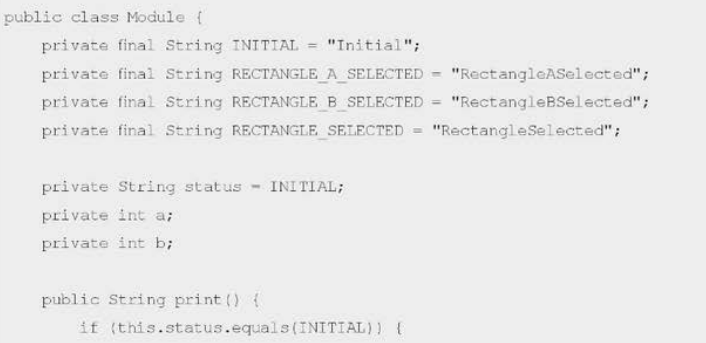 public class Module {
private final String INITIAL = "Initial";
private final String RECTANGLE_A_SELECTED = "RectangleASelected";
private final String RECTANGLE_B_SELECTED = "RectangleBSelected";
private final String RECTANGLE_SELECTED = "RectangleSelected";
private String status = INITIAL;
private int a;
private int b;
public String print() {
if (this.status.equals(INITIAL)) {